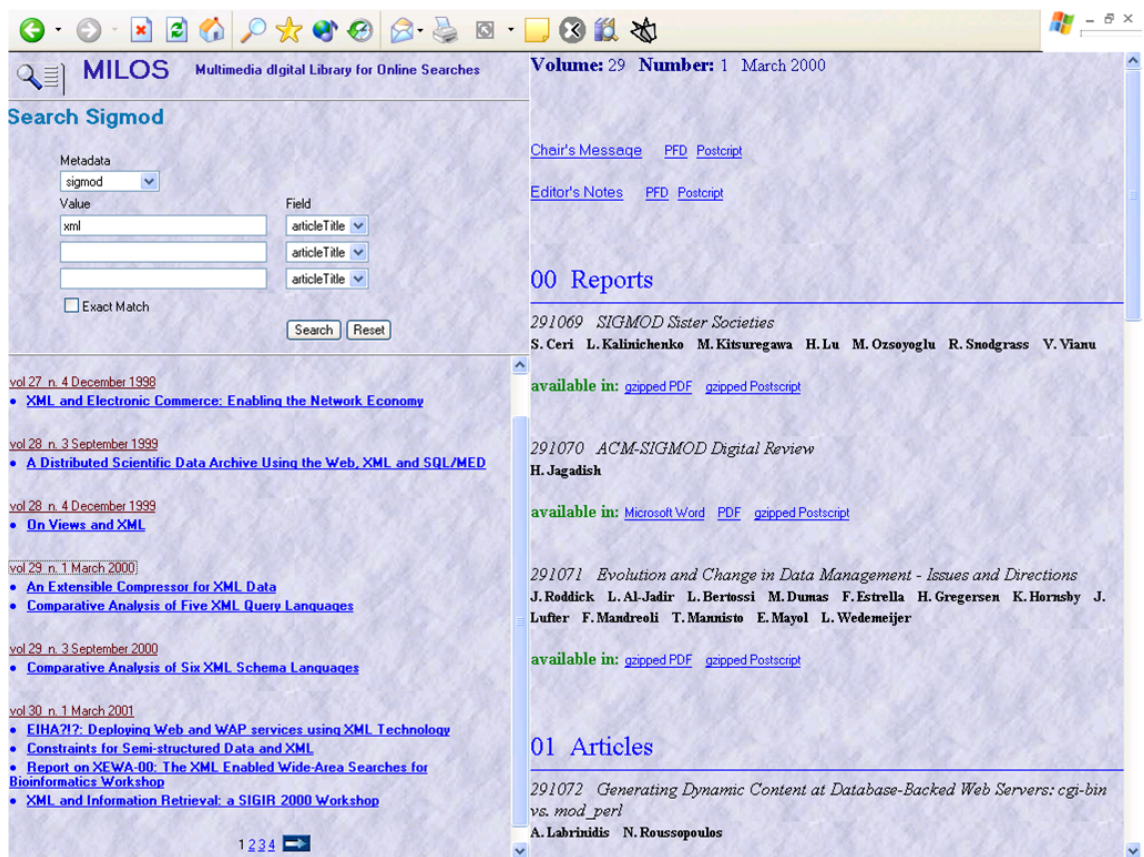 MILOS Multimedia dIgital Library for Online Searches
Search Sigmod
Metadata
sigmod
Value Field
xml articleTitle
articleTitle
articleTitle
Exact Match
Search Reset
vol 27 n. 4 December 1998
• XML and Electronic Commerce: Enabling the Network Economy
vol 28 n. 3 September 1999
• A Distributed Scientific Data Archive Using the Web, XML and SQL/MED
vol 28 n. 4 December 1999
• On Views and XML
vol 29 n. 1 March 2000
• An Extensible Compressor for XML Data
• Comparative Analysis of Five XML Query Languages
vol 29 n. 3 September 2000
• Comparative Analysis of Six XML Schema Languages
vol 30 n. 1 March 2001
• EIHA?!?: Deploying Web and WAP services using XML Technology
• Constraints for Semi-structured Data and XML
• Report on XEWA-00: The XML Enabled Wide-Area Searches for
Bioinformatics Workshop
• XML and Information Retrieval: a SIGIR 2000 Workshop
1 2 3 4
Volume: 29 Number: 1 March 2000
Chair's Message PFD Postcript
Editor's Notes PFD Postcript
00 Reports
291069 SIGMOD Sister Societies
S. Ceri L. Kalinichenko M. Kitsuregawa H. Lu M. Ozsoyoglu R. Snodgrass V. Vianu
available in: gzipped PDF gzipped Postscript
291070 ACM-SIGMOD Digital Review
H. Jagadish
available in: Microsoft Word PDF gzipped Postscript
291071 Evolution and Change in Data Management - Issues and Directions
J. Roddick L. Al-Jadir L. Bertossi M. Dumas F. Estrella H. Gregersen K. Hornsby J.
Lufter F. Mandreoli T. Mannisto E. Mayol L. Wedemeijer
available in: gzipped PDF gzipped Postscript
01 Articles
291072 Generating Dynamic Content at Database-Backed Web Servers: cgi-bin
vs. mod_perl
A. Labrinidis N. Roussopoulos